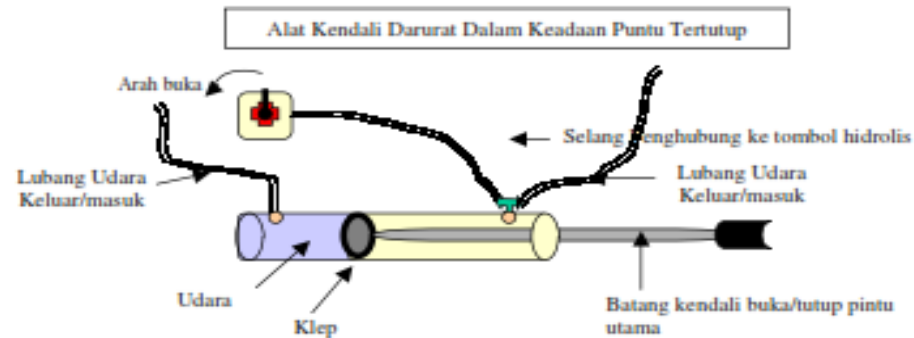 Alat Kendali Darurat Dalam Keadaan Puntu Tertutup
Arah buka
Selang Penghubung ke tombol hidrolis
Lubang Udara
Keluar/masuk
Lubang Udara
Keluar/masuk
Udara
Klep
Batang kendali buka/tutup pintu
utama